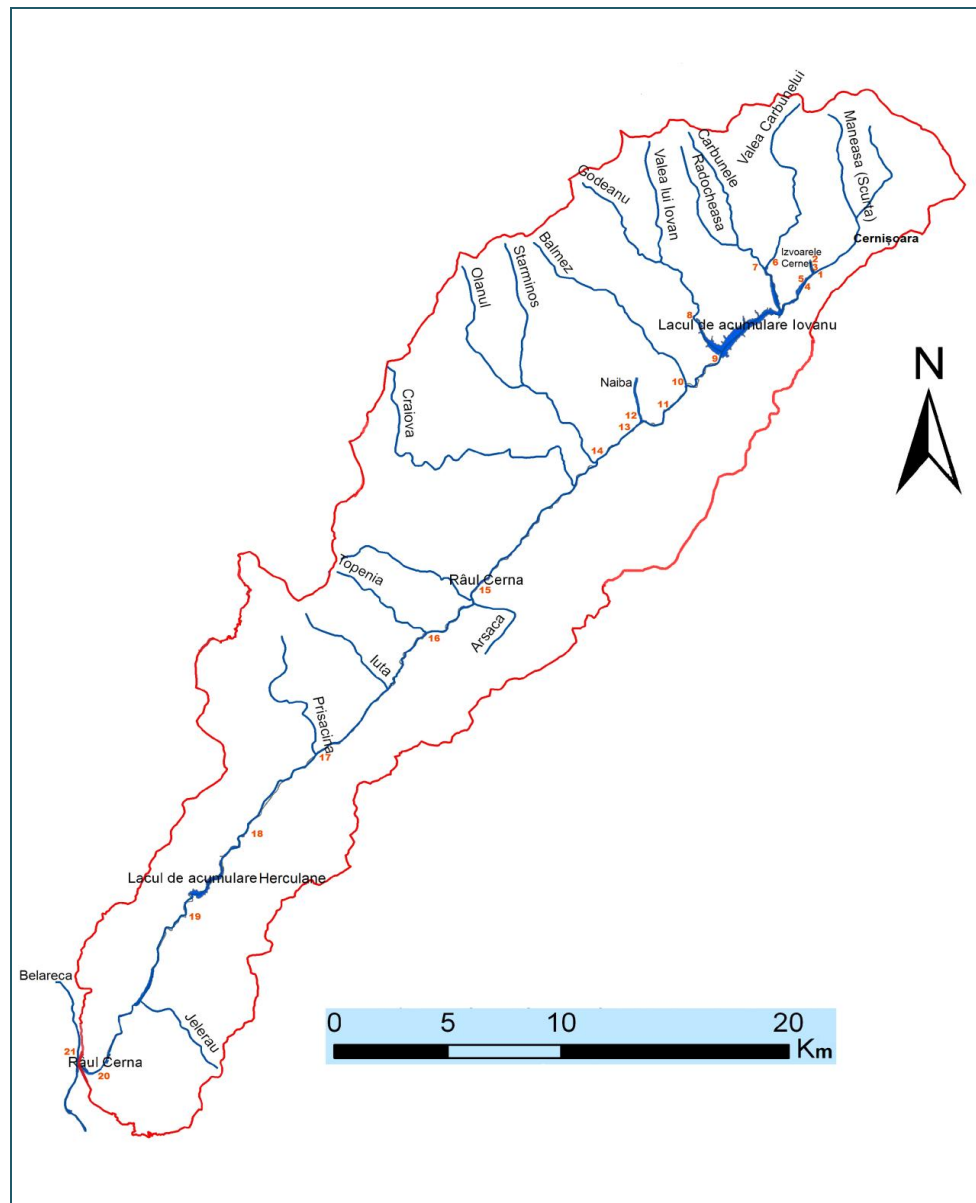 Valea Carbunelui
Maneasa (Scurta)
Carbunele
Radocheasa
Valea lui Iovan
Godeanu
Cernişoara
Izvoarele
Cernei
2
3
1
6
7
5
4
Balmez
Starminos
Olanul
8
Lacul de acumulare Iovanu
9
N
10
Naiba
11
12
13
Craiova
14
Topenia
Râul Cerna
15
16
Arsaca
Iuta
Prisacina
17
18
Lacul de acumulare Herculane
19
Belareca
Jelerau
21
Râul Cerna
20
0 5 10 20
Km